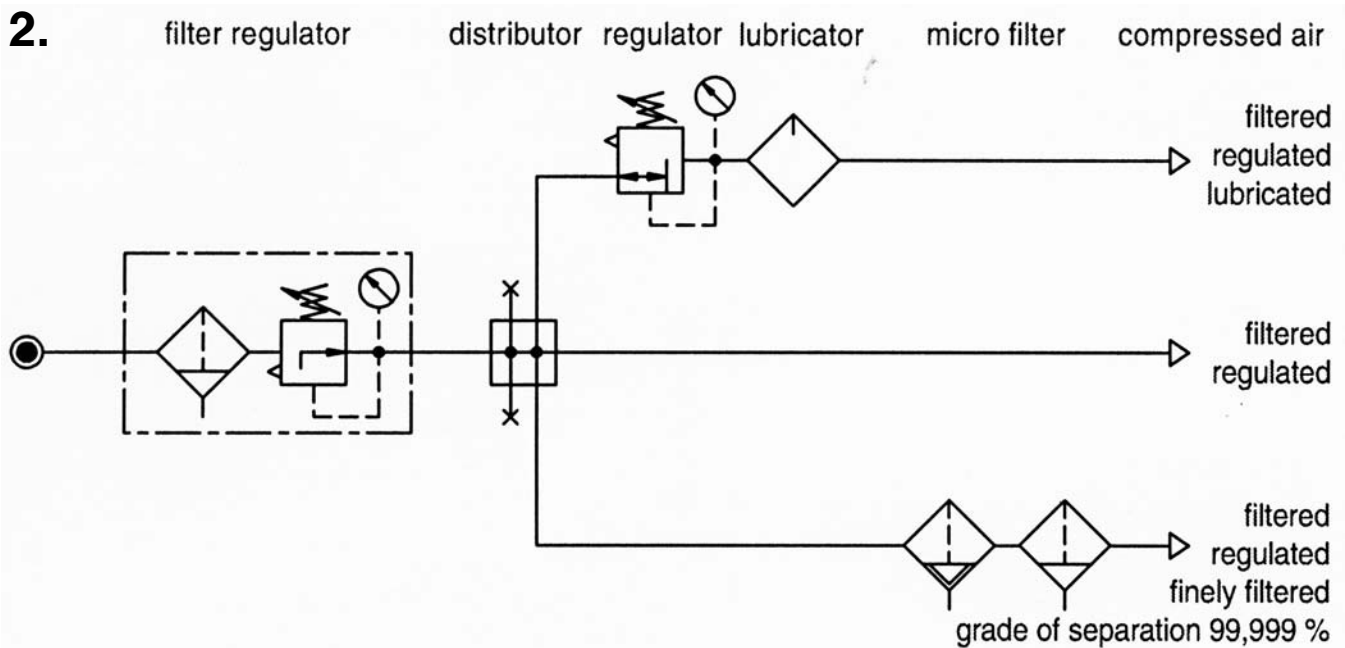 2.
filter regulator distributor regulator lubricator micro filter compressed air
filtered
regulated
lubricated
filtered
regulated
filtered
regulated
finely filtered
grade of separation 99,999 %